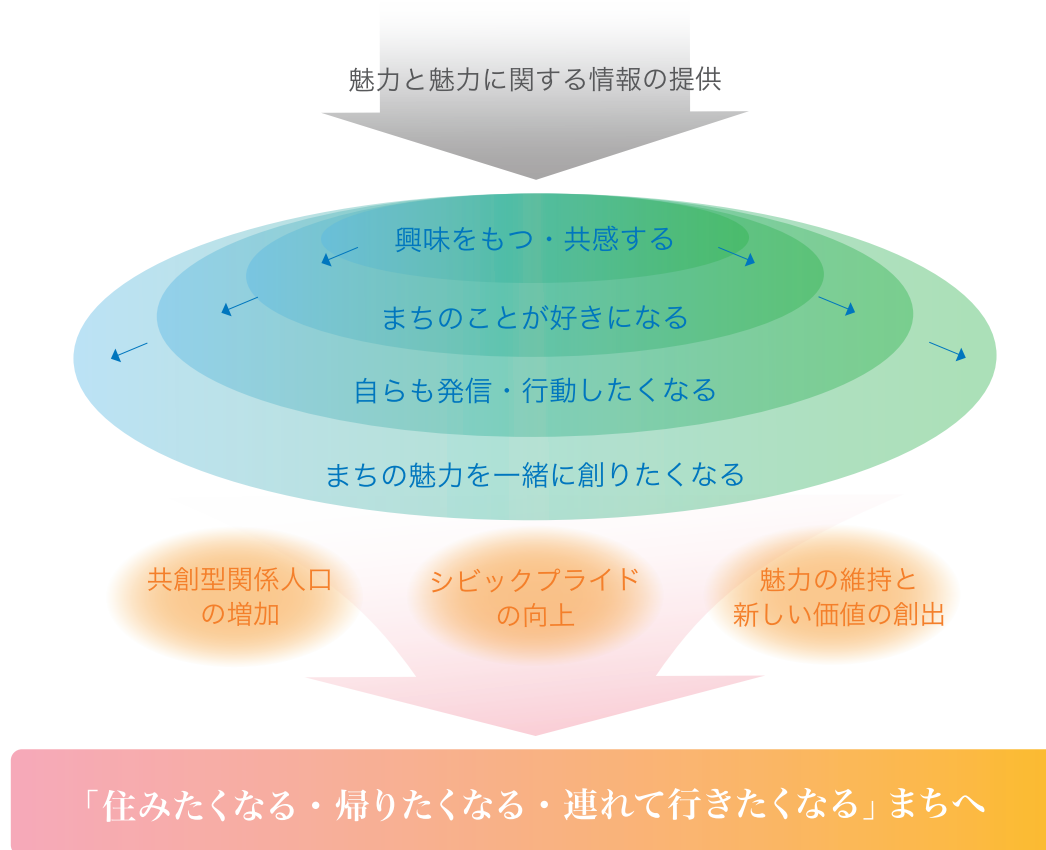 魅力と魅力に関する情報の提供
興味をもつ・共感する
まちのことが好きになる
自らも発信・行動したくなる
まちの魅力を一緒に創りたくなる
共創型関係人口
の増加
シビックプライド
の向上
魅力の維持と
新しい価値の創出
「住みたくなる・帰りたくなる・連れて行きたくなる」まちへ